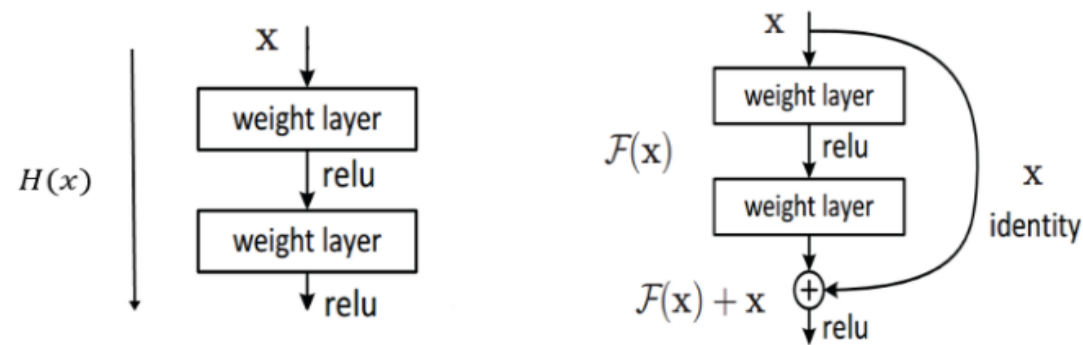 x
weight layer
relu
H(x)
weight layer
relu
x
weight layer
F(x)
relu
weight layer
x
identity
F(x) + x
+
relu